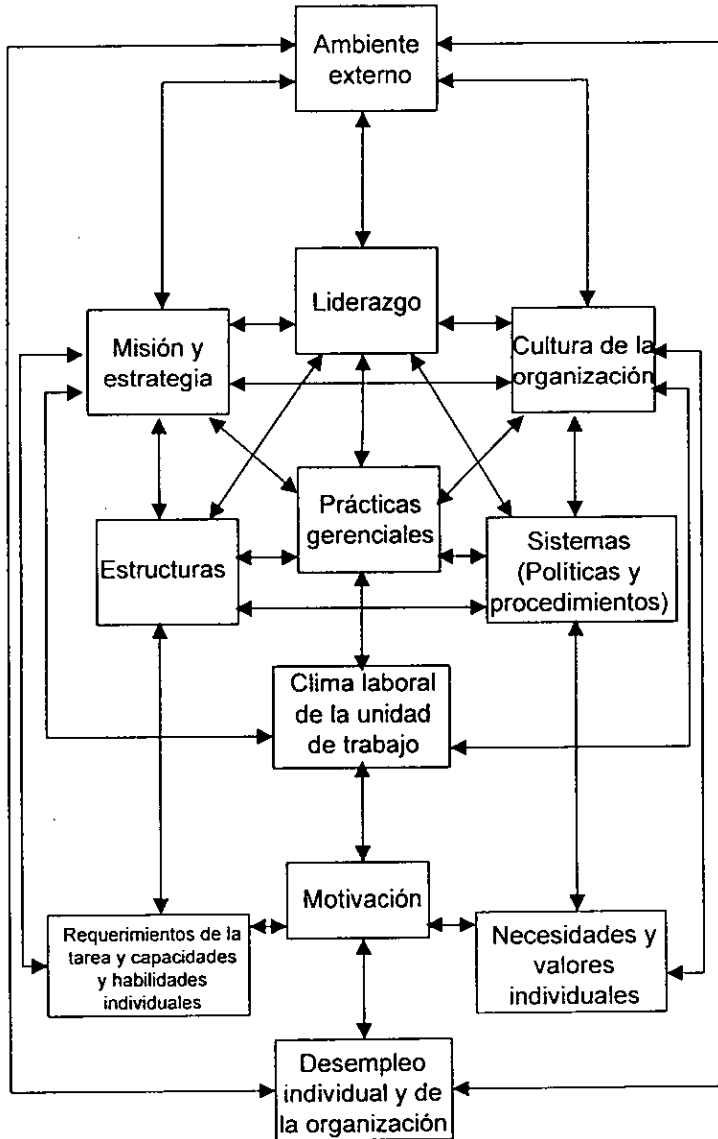 Ambiente
externo
Liderazgo
Misión y
estrategia
Cultura de la
organización
Prácticas
gerenciales
Estructuras
Sistemas
(Políticas y
procedimientos)
Clima laboral
de la unidad
de trabajo
Motivación
Requerimientos de la
tarea y capacidades
y habilidades
individuales
Necesidades y
valores
individuales
Desempleo
individual y de
la organización